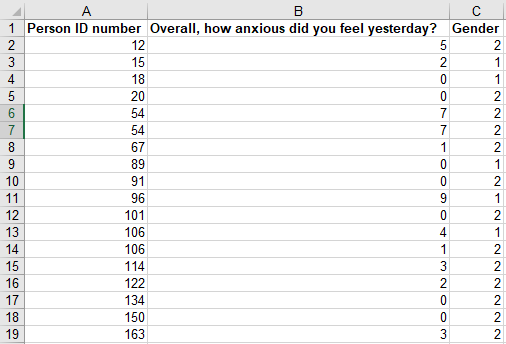 A B C
1 Person ID number Overall, how anxious did you feel yesterday? Gender
2 12 5 2
3 15 2 1
4 18 0 1
5 20 0 2
6 54 7 2
7 54 7 2
8 67 1 2
9 89 0 1
10 91 0 2
11 96 9 1
12 101 0 2
13 106 4 1
14 106 1 2
15 114 3 2
16 122 2 2
17 134 0 2
18 150 0 2
19 163 3 2